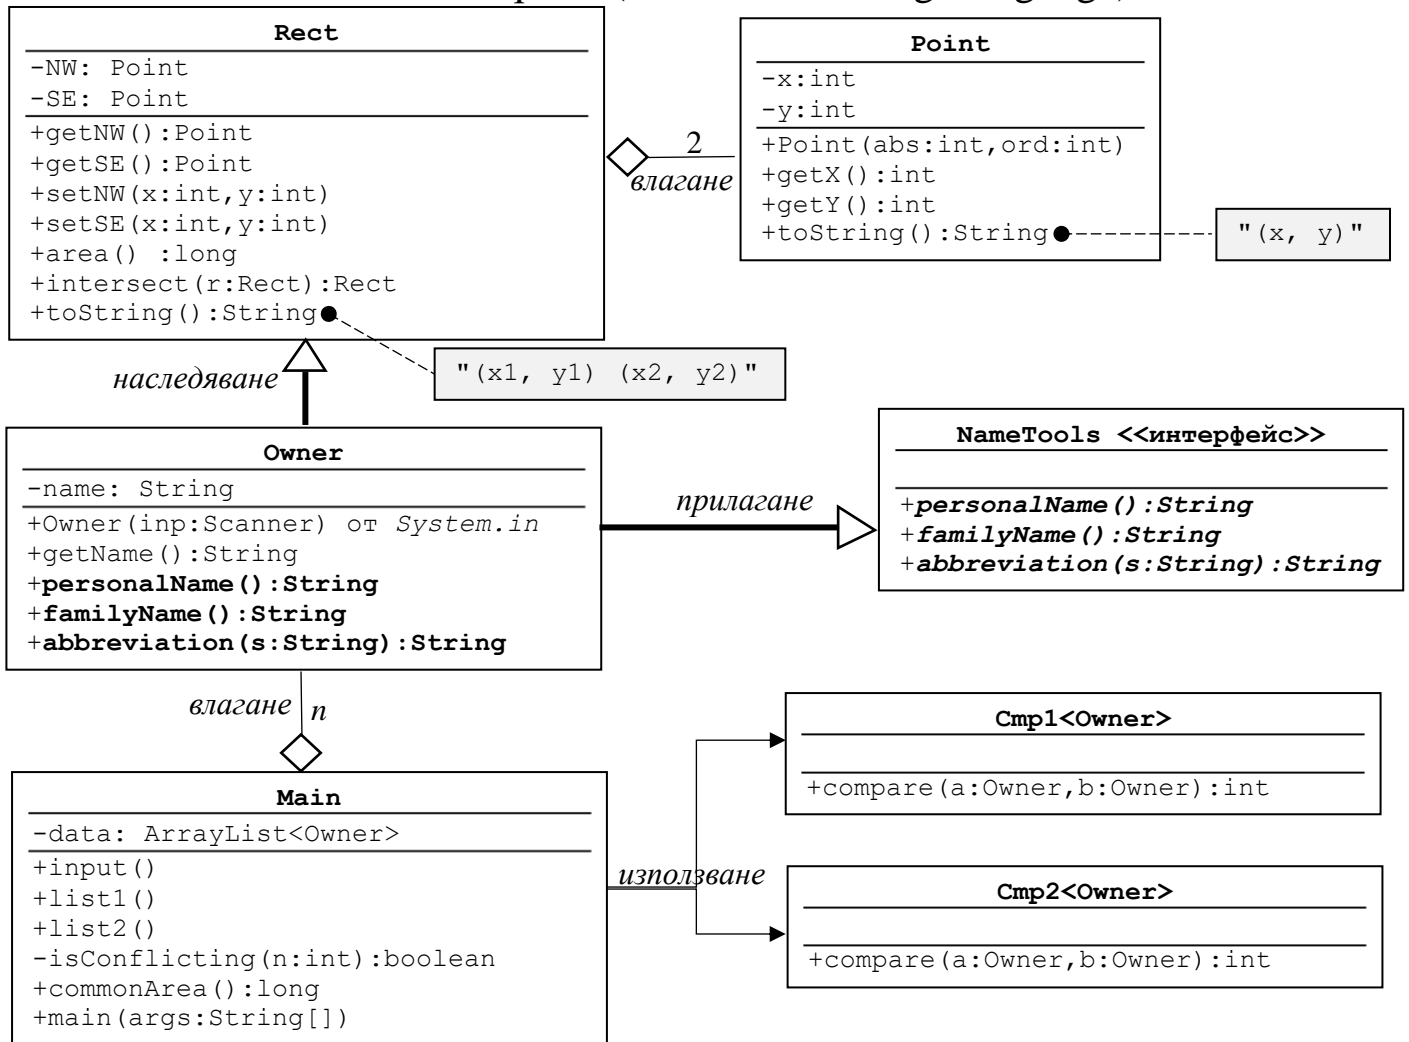 Rect
-NW: Point
-SE: Point
+getNW():Point
+getSE():Point
+setNW(x:int,y:int)
+setSE(x:int,y:int)
+area() :long
+intersect(r:Rect):Rect
+toString():String
"(x1, y1) (x2, y2)"
2
влагане
Point
-x:int
-y:int
+Point(abs:int,ord:int)
+getX():int
+getY():int
+toString():String
"(x, y)"
наследяване
Owner
-name: String
+Owner(inp:Scanner) от System.in
+getName():String
+personalName():String
+familyName():String
+abbreviation(s:String):String
прилагане
NameTools <<интерфейс>>
+personalName():String
+familyName():String
+abbreviation(s:String):String
влагане n
Main
-data: ArrayList<Owner>
+input()
+list1()
+list2()
-isConflicting(n:int):boolean
+commonArea():long
+main(args:String[])
използване
Cmp1<Owner>
+compare(a:Owner,b:Owner):int
Cmp2<Owner>
+compare(a:Owner,b:Owner):int